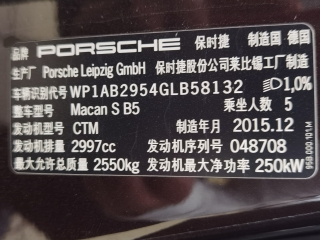 品牌 PORSCHE 保时捷 制造国 德国
生产厂 Porsche Leipzig GmbH 保时捷股份公司莱比锡工厂制造
车辆识别代号 WP1AB2954GLB58132 1,0%
车辆型号 Macan S B5 乘坐人数 5
发动机型号 CTM 制造年月 2015.12
发动机排量 2997cc 发动机序列号 048708
最大允许总质量 2550kg 发动机最大净功率 250kW
95B.000.101.M